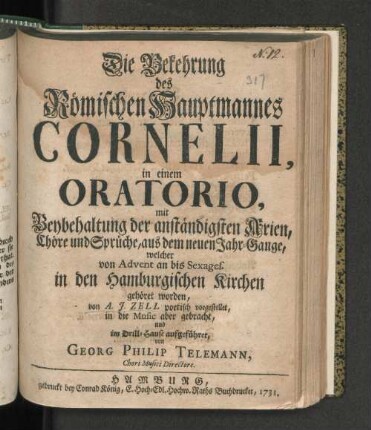 N. 12.
317
Die Bekehrung
des
Römischen Hauptmannes
CORNELII,
in einem
ORATORIO,
mit
Beybehaltung der anständigsten Arien,
Chöre und Sprüche, aus dem neuen Jahr-Gange,
welcher
von Advent an bis Sexages.
in den Hamburgischen Kirchen
gehöret worden,
von A. J. ZELL poetisch vorgestellet,
in die Music aber gebracht,
und
im Drill-Hause aufgeführet,
von
GEORG PHILIP TELEMANN,
Chori Musici Directore.
HAMBURG,
gedruckt bey Conrad König, E. Hoch-Edl. Hochw. Raths Buchdrucker, 1731.